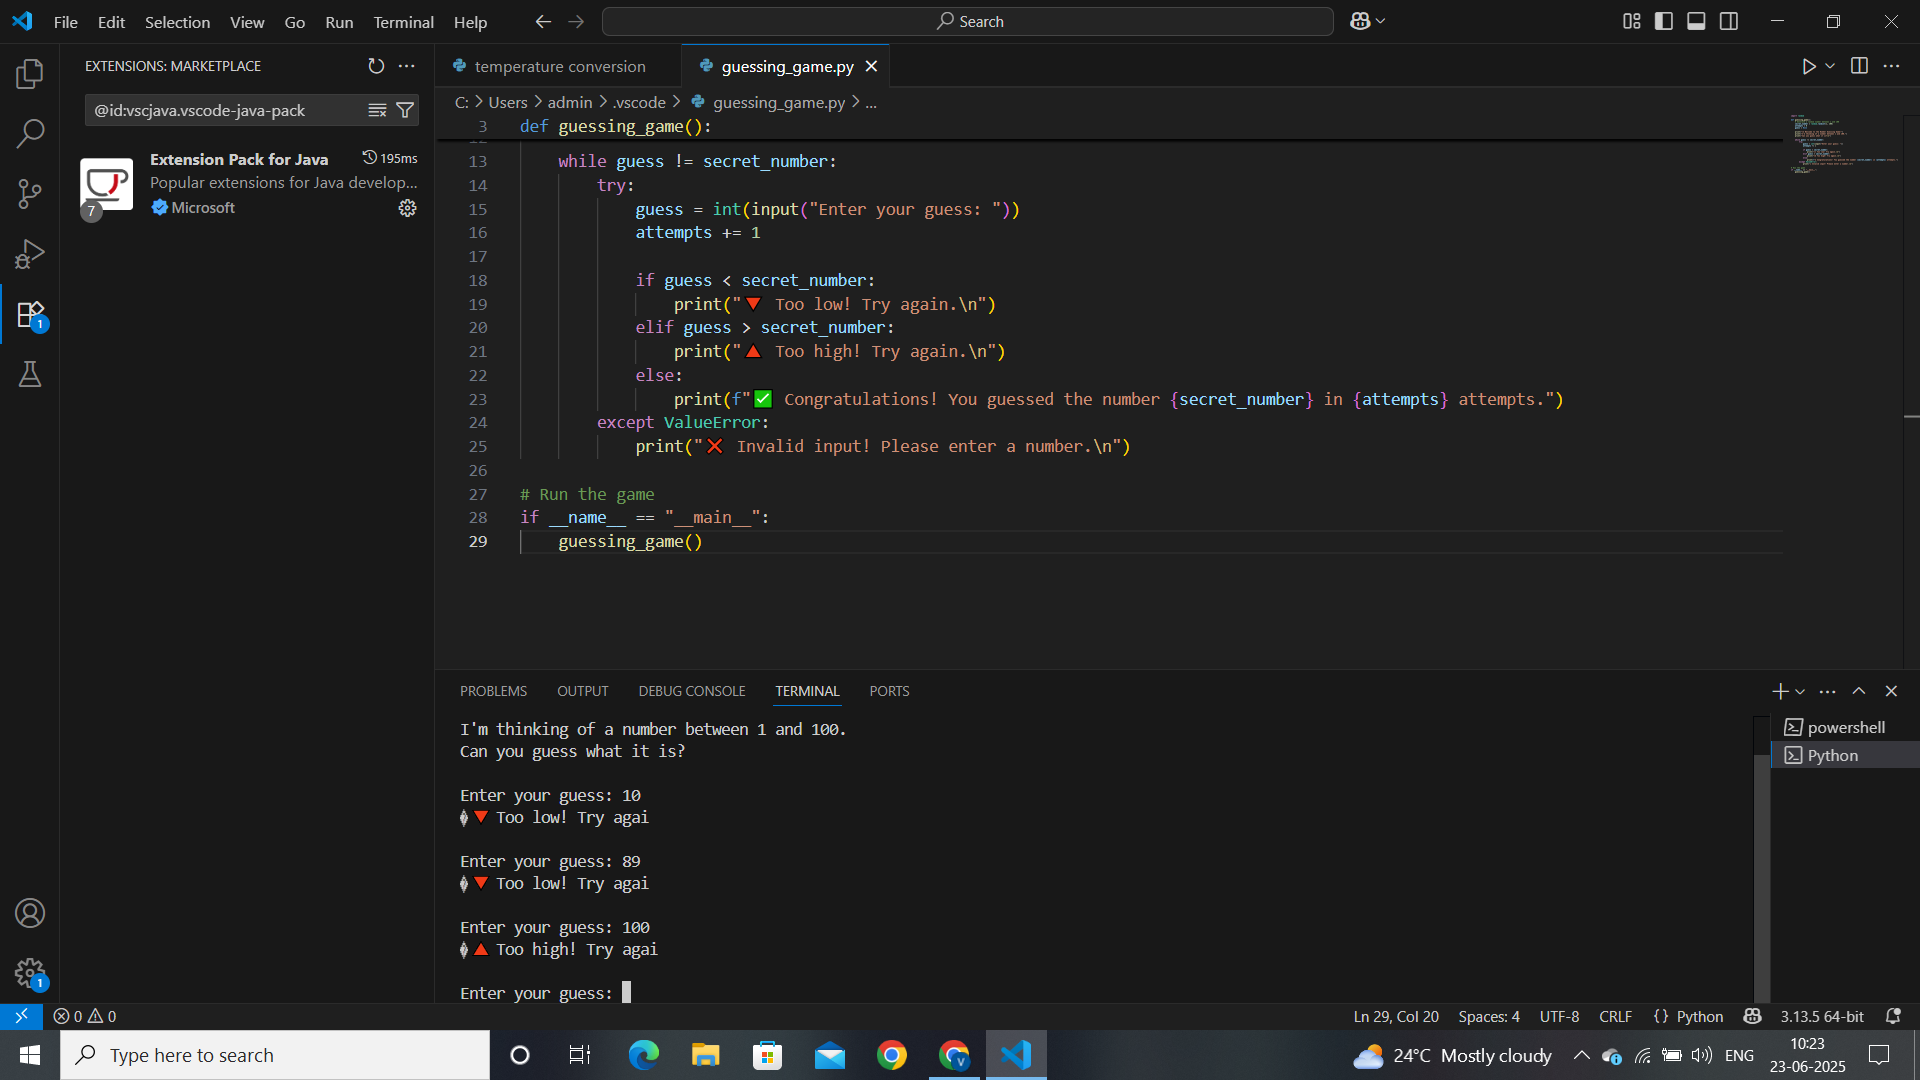 File Edit Selection View Go Run Terminal Help
Search
EXTENSIONS: MARKETPLACE
@id:vscjava.vscode-java-pack
Extension Pack for Java 195ms
Popular extensions for Java develop...
Microsoft
7
1
1
temperature conversion
guessing_game.py
C: > Users > admin > .vscode > guessing_game.py > ...
3 def guessing_game():
13 while guess != secret_number:
14 try:
15 guess = int(input("Enter your guess: "))
16 attempts += 1
17
18 if guess < secret_number:
19 print("🔻 Too low! Try again.\n")
20 elif guess > secret_number:
21 print("🔺 Too high! Try again.\n")
22 else:
23 print(f"✅ Congratulations! You guessed the number {secret_number} in {attempts} attempts.")
24 except ValueError:
25 print("❌ Invalid input! Please enter a number.\n")
26
27 # Run the game
28 if __name__ == "__main__":
29 guessing_game()
PROBLEMS OUTPUT DEBUG CONSOLE TERMINAL PORTS
I'm thinking of a number between 1 and 100.
Can you guess what it is?
Enter your guess: 10
🔻 Too low! Try agai
Enter your guess: 89
🔻 Too low! Try agai
Enter your guess: 100
🔺 Too high! Try agai
Enter your guess:
powershell
Python
0 0
Ln 29, Col 20 Spaces: 4 UTF-8 CRLF {} Python 3.13.5 64-bit
Type here to search
24°C Mostly cloudy
ENG
10:23
23-06-2025